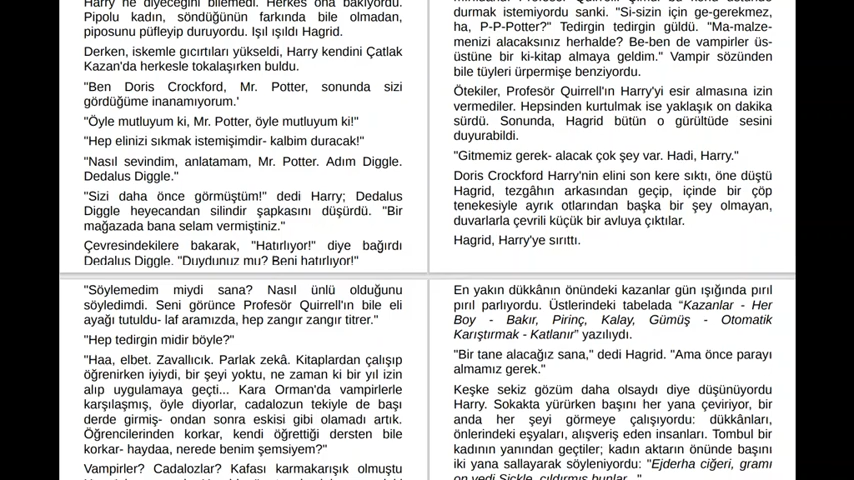 Harry ne diyeceğini bilemedi. Herkes ona bakıyordu.
Pipolu kadın, söndüğünün farkında bile olmadan,
piposunu püfleyip duruyordu. Işıl ışıldı Hagrid.
Derken, iskemle gıcırtıları yükseldi, Harry kendini Çatlak
Kazan'da herkesle tokalaşırken buldu.
"Ben Doris Crockford, Mr. Potter, sonunda sizi
gördüğüme inanamıyorum.'
"Öyle mutluyum ki, Mr. Potter, öyle mutluyum ki!"
"Hep elinizi sıkmak istemişimdir- kalbim duracak!"
"Nasıl sevindim, anlatamam, Mr. Potter. Adım Diggle.
Dedalus Diggle."
"Sizi daha önce görmüştüm!" dedi Harry; Dedalus
Diggle heyecandan silindir şapkasını düşürdü. "Bir
mağazada bana selam vermiştiniz."
Çevresindekilere bakarak, "Hatırlıyor!" diye bağırdı
Dedalus Diggle. "Duydunuz mu? Beni hatırlıyor!"
durmak istemiyordu sanki. "Si-sizin için ge-gerekmez,
ha, P-P-Potter?" Tedirgin tedirgin güldü. "Ma-malze-
menizi alacaksınız herhalde? Be-ben de vampirler üs-
üstüne bir ki-kitap almaya geldim." Vampir sözünden
bile tüyleri ürpermişe benziyordu.
Ötekiler, Profesör Quirrell'ın Harry'yi esir almasına izin
vermediler. Hepsinden kurtulmak ise yaklaşık on dakika
sürdü. Sonunda, Hagrid bütün o gürültüde sesini
duyurabildi.
"Gitmemiz gerek- alacak çok şey var. Hadi, Harry."
Doris Crockford Harry'nin elini son kere sıktı, öne düştü
Hagrid, tezgâhın arkasından geçip, içinde bir çöp
tenekesiyle ayrık otlarından başka bir şey olmayan,
duvarlarla çevrili küçük bir avluya çıktılar.
Hagrid, Harry'ye sırıttı.
"Söylemedim miydi sana? Nasıl ünlü olduğunu
söyledimdi. Seni görünce Profesör Quirrell'ın bile eli
ayağı tutuldu- laf aramızda, hep zangır zangır titrer."
"Hep tedirgin midir böyle?"
"Haa, elbet. Zavallıcık. Parlak zekâ. Kitaplardan çalışıp
öğrenirken iyiydi, bir şeyi yoktu, ne zaman ki bir yıl izin
alıp uygulamaya geçti... Kara Orman'da vampirlerle
karşılaşmış, öyle diyorlar, cadalozun tekiyle de başı
derde girmiş- ondan sonra eskisi gibi olamadı artık.
Öğrencilerinden korkar, kendi öğrettiği dersten bile
korkar- haydaa, nerede benim şemsiyem?"
Vampirler? Cadalozlar? Kafası karmakarışık olmuştu
En yakın dükkânın önündeki kazanlar gün ışığında pırıl
pırıl parlıyordu. Üstlerindeki tabelada “Kazanlar - Her
Boy - Bakır, Pirinç, Kalay, Gümüş - Otomatik
Karıştırmak - Katlanır” yazılıydı.
"Bir tane alacağız sana," dedi Hagrid. "Ama önce parayı
almamız gerek."
Keşke sekiz gözüm daha olsaydı diye düşünüyordu
Harry. Sokakta yürürken başını her yana çeviriyor, bir
anda her şeyi görmeye çalışıyordu: dükkânları,
önlerindeki eşyaları, alışveriş eden insanları. Tombul bir
kadının yanından geçtiler; kadın aktarın önünde başını
iki yana sallayarak söyleniyordu: "Ejderha ciğeri, gramı
on yedi Sickle, çıldırmış bunlar..."